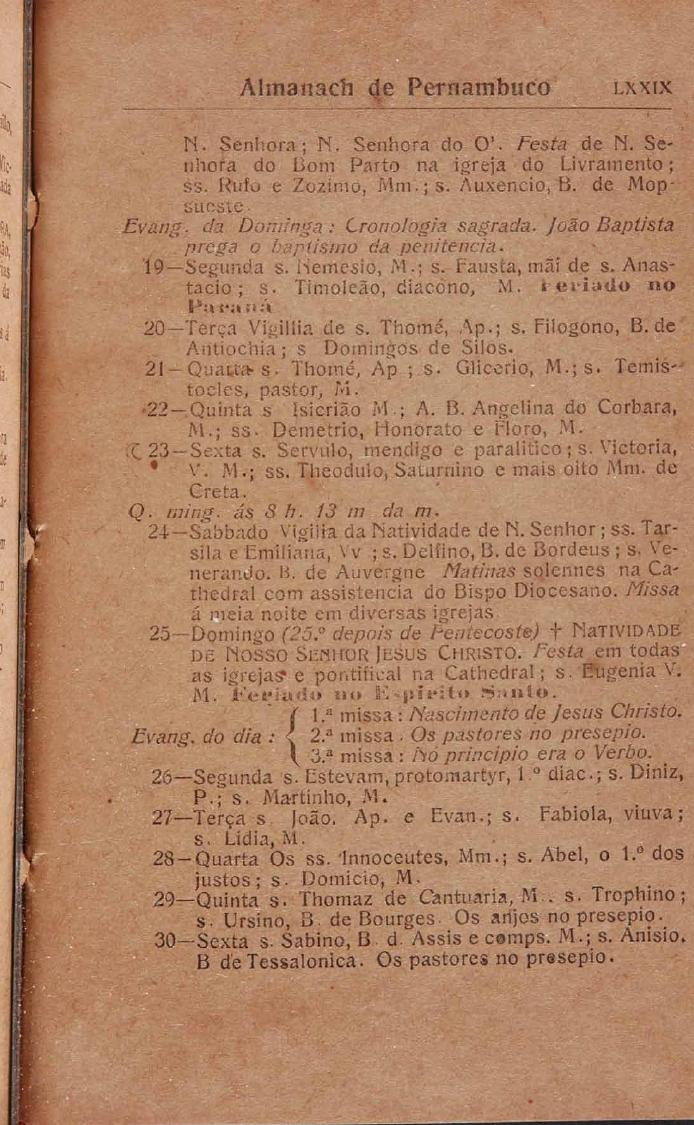 Almanach de Pernambuco LXXIX
N. Senhora; N. Senhora do O'. Festa de N. Se-
nhora do Bom Parto na igreja do Livramento;
ss. Rufo e Zozimo, Mm.; s. Auxencio, B. de Mop-
sueste.
Evang. da Dominga: Cronologia sagrada. João Baptista
prega o baptismo da penitencia.
19—Segunda s. Nemesio, M.; s. Fausta, mãi de s. Anas-
tacio; s. Timoleão, diacono, M. Feriado no
Paraná
20—Terça Vigillia de s. Thomé, Ap.; s. Filogono, B. de
Antiochia; s Domingos de Silos.
21—Quarta s. Thomé, Ap; s. Glicerio, M.; s. Temis-
tocles, pastor, M.
22—Quinta s Isicrião M.; A. B. Angelina do Corbara,
M.; ss. Demetrio, Honorato e Floro, M.
☾ 23—Sexta s. Servulo, mendigo e paralitico; s. Victoria,
V. M.; ss. Theodulo, Saturnino e mais oito Mm. de
Creta.
Q. ming. ás 8 h. 13 m da m.
24—Sabbado Vigilia da Natividade de N. Senhor; ss. Tar-
sila e Emiliana, Vv; s. Delfino, B. de Bordeus; s. Ve-
nerando. B. de Auvergne Matinas solennes na Ca-
thedral com assistencia do Bispo Diocesano. Missa
á meia noite em diversas igrejas
25—Domingo (25.º depois de Pentecoste) † NATIVIDADE
DE NOSSO SENHOR JESUS CHRISTO. Festa em todas
as igrejas e pontifical na Cathedral; s. Eugenia V.
M. Feriado no Espirito Santo.
1.ª missa: Nascimento de Jesus Christo.
Evang. do dia: { 2.ª missa. Os pastores no presepio.
3.ª missa: No principio era o Verbo.
26—Segunda s. Estevam, protomartyr, 1.º diac.; s. Diniz,
P.; s. Martinho, M.
27—Terça s. João. Ap. e Evan.; s. Fabiola, viuva;
s. Lidia, M.
28—Quarta Os ss. Innoceutes, Mm.; s. Abel, o 1.º dos
justos; s. Domicio, M.
29—Quinta s. Thomaz de Cantuaria, M.. s. Trophino;
s. Ursino, B. de Bourges. Os anjos no presepio.
30—Sexta s. Sabino, B. d. Assis e comps. M.; s. Anisio.
B de Tessalonica. Os pastores no presepio.